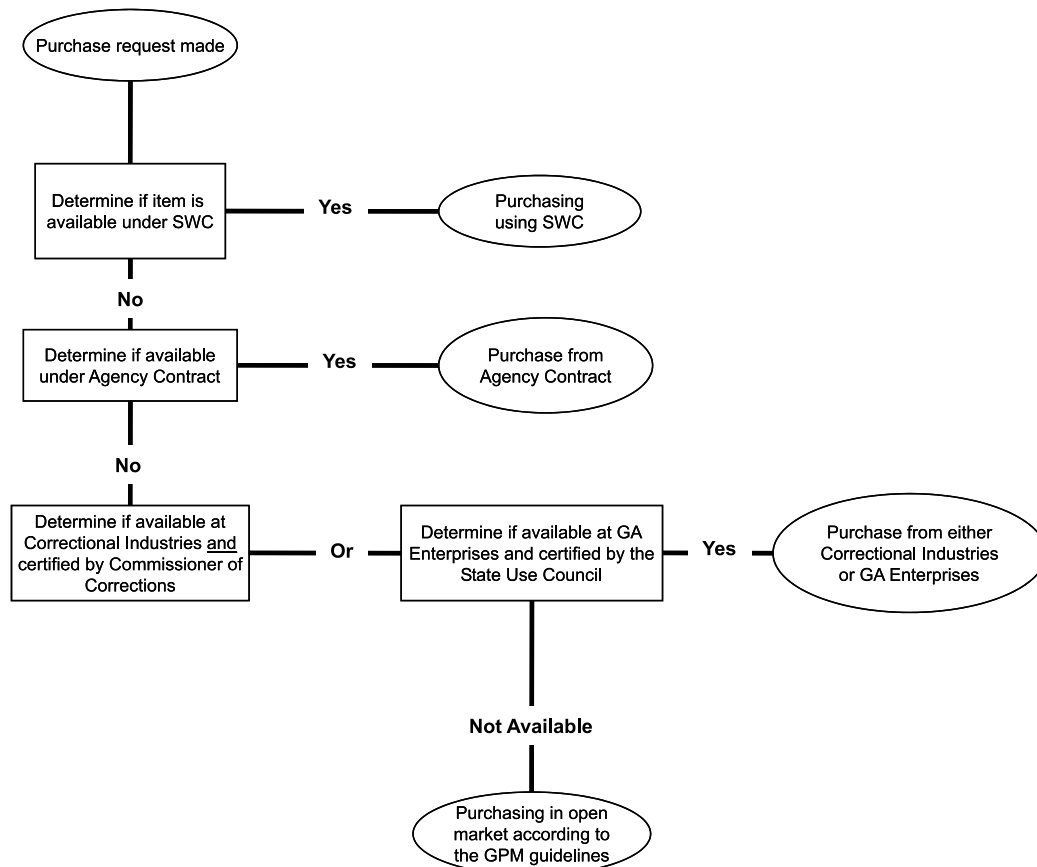 Purchase request made
Determine if item is
available under SWC
Yes
Purchasing
using SWC
No
Determine if available
under Agency Contract
Yes
Purchase from
Agency Contract
No
Determine if available at
Correctional Industries and
certified by Commissioner of
Corrections
Or
Determine if available at GA
Enterprises and certified by the
State Use Council
Yes
Purchase from either
Correctional Industries
or GA Enterprises
Not Available
Purchasing in open
market according to
the GPM guidelines